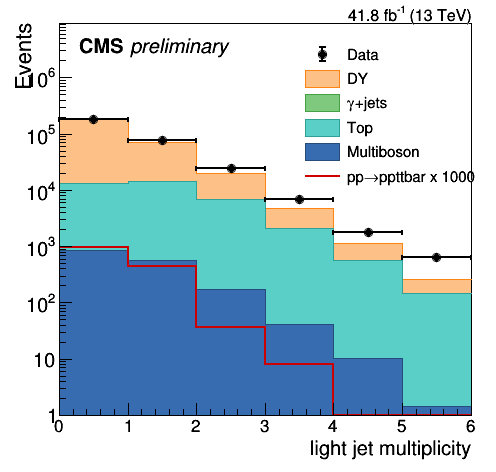 41.8 fb⁻¹ (13 TeV)
Events
CMS preliminary
Data
DY
γ+jets
Top
Multiboson
pp→ppttbar x 1000
10⁶
10⁵
10⁴
10³
10²
10
1
0 1 2 3 4 5 6
light jet multiplicity